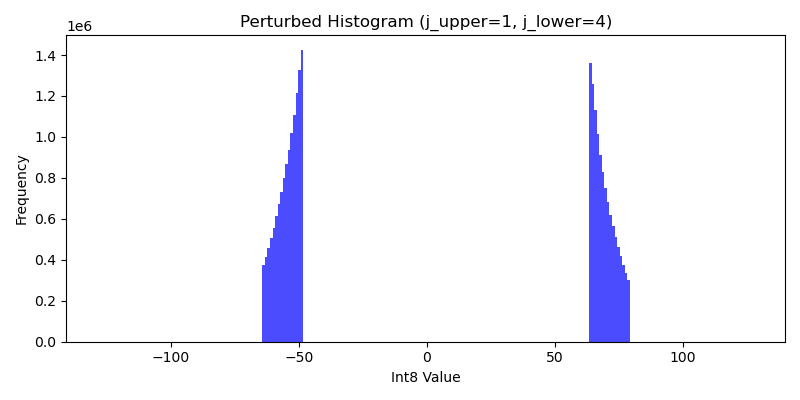 Perturbed Histogram (j_upper=1, j_lower=4)
1e6
1.4
1.2
1.0
0.8
0.6
0.4
0.2
0.0
Frequency
−100 −50 0 50 100
Int8 Value